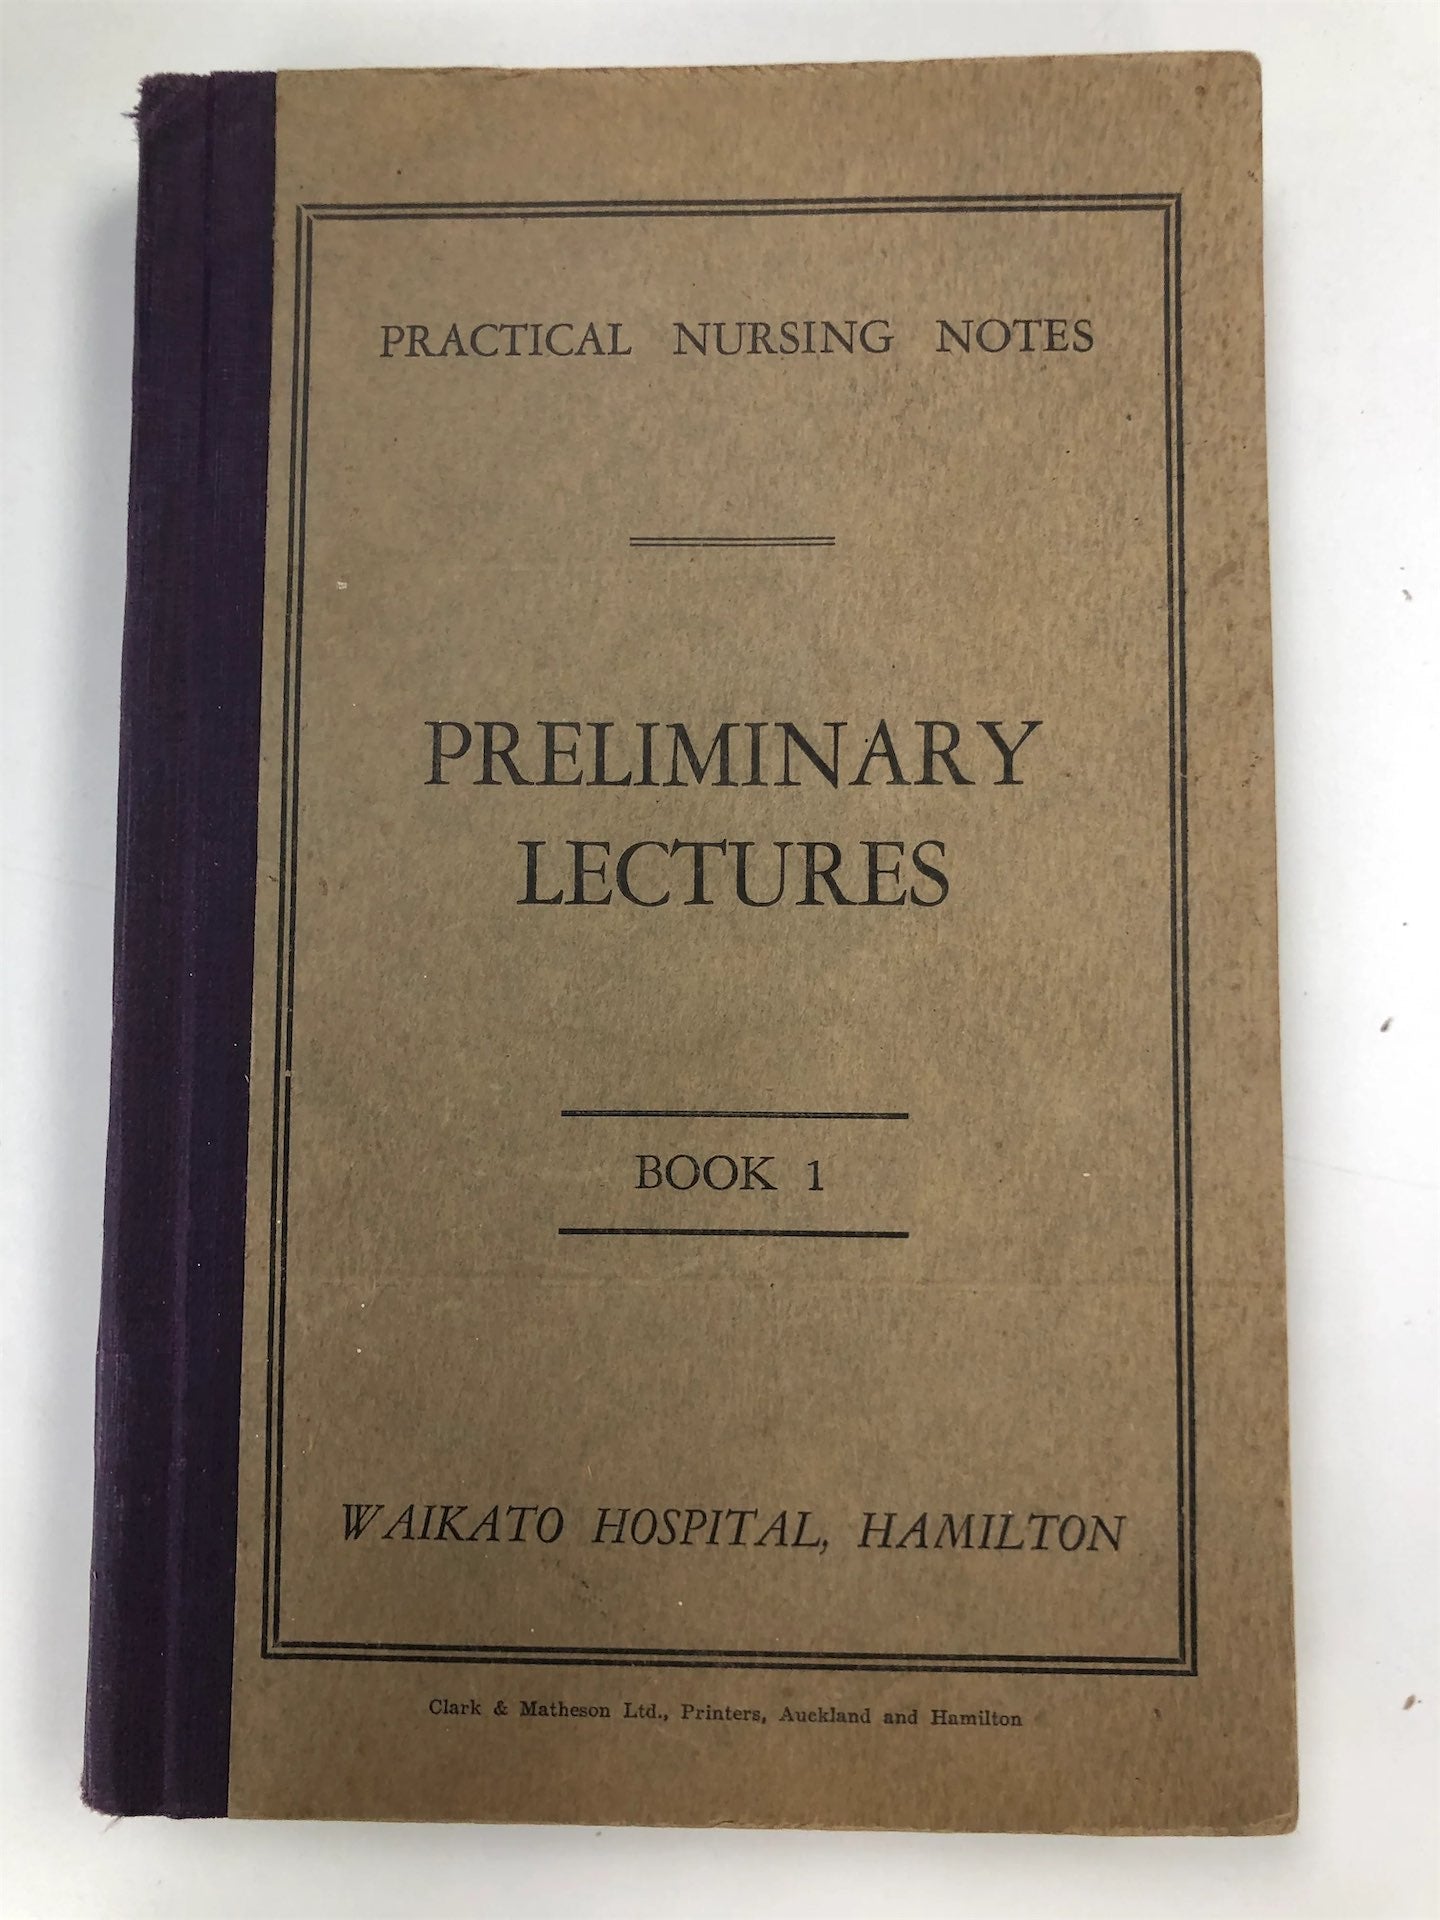 PRACTICAL NURSING NOTES
PRELIMINARY
LECTURES
BOOK 1
WAIKATO HOSPITAL, HAMILTON
Clark & Matheson Ltd., Printers, Auckland and Hamilton